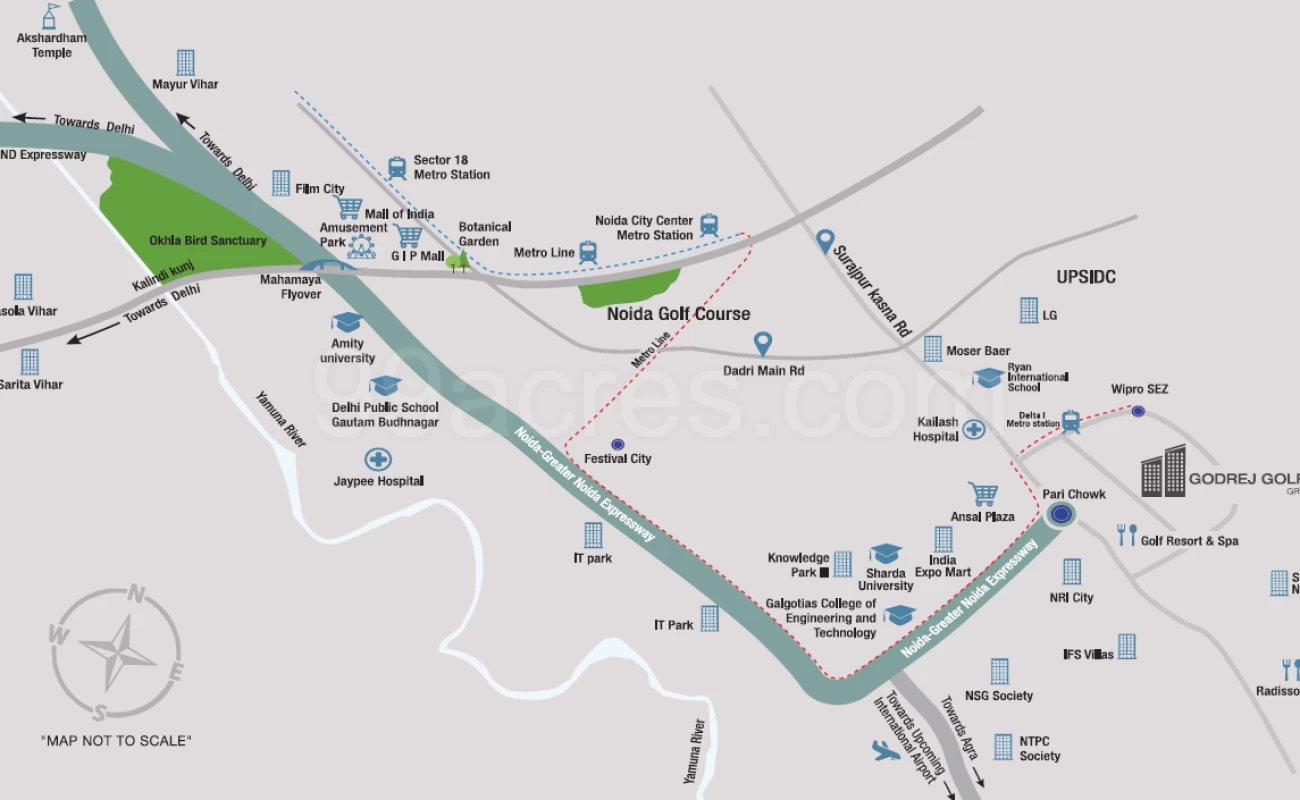 Akshardham
Temple
Mayur Vihar
Towards Delhi
ND Expressway
Towards Delhi
Film City
Sector 18
Metro Station
Mall of India
Amusement
Park
G I P Mall
Botanical
Garden
Okhla Bird Sanctuary
Kalindi kunj
Towards Delhi
Mahamaya
Flyover
Metro Line
Noida City Center
Metro Station
Noida Golf Course
Metro Line
Surajpur kasna Rd
Dadri Main Rd
UPSIDC
LG
Moser Baer
Ryan
International
School
Wipro SEZ
Delta I
Metro station
Kailash
Hospital
asola Vihar
Sarita Vihar
Amity
university
Delhi Public School
Gautam Budhnagar
Jaypee Hospital
Yamuna River
99acres.com
Noida-Greater Noida Expressway
Festival City
IT park
IT Park
GODREJ GOLF
GR
Pari Chowk
Ansal Plaza
Golf Resort & Spa
Knowledge
Park
Sharda
University
India
Expo Mart
Galgotias College of
Engineering and
Technology
Noida-Greater Noida Expressway
NRI City
IFS Villas
S
N
NSG Society
Radisso
NTPC
Society
Towards Upcoming
International Airport
Towards Agra
Yamuna River
N
W
E
S
"MAP NOT TO SCALE"